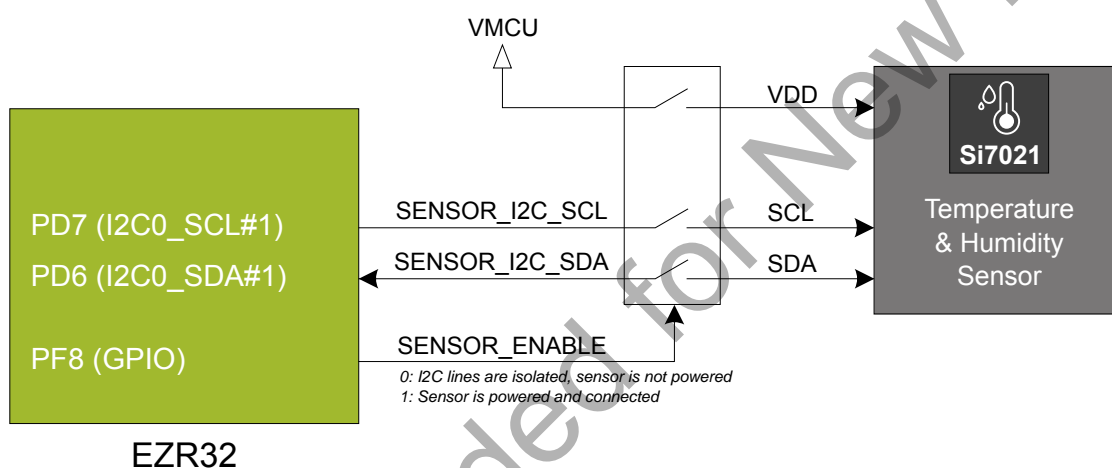 VMCU
VDD
Si7021
PD7 (I2C0_SCL#1)
SENSOR_I2C_SCL
SCL
Temperature
& Humidity
Sensor
PD6 (I2C0_SDA#1)
SENSOR_I2C_SDA
SDA
PF8 (GPIO)
SENSOR_ENABLE
0: I2C lines are isolated, sensor is not powered
1: Sensor is powered and connected
EZR32
ded for New